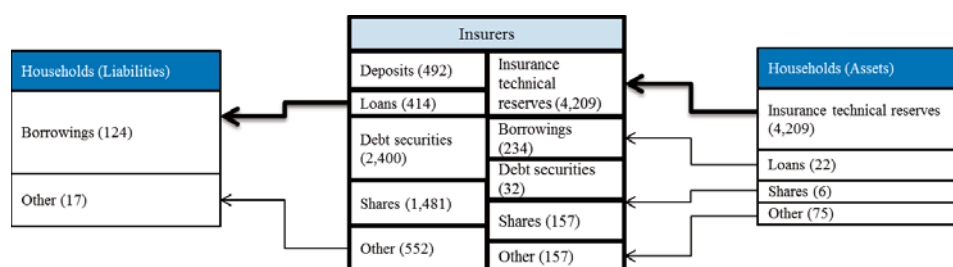 Households (Liabilities)
Borrowings (124)
Other (17)
Insurers
Deposits (492)
Loans (414)
Debt securities
(2,400)
Shares (1,481)
Other (552)
Insurance
technical
reserves (4,209)
Borrowings
(234)
Debt securities
(32)
Shares (157)
Other (157)
Households (Assets)
Insurance technical reserves
(4,209)
Loans (22)
Shares (6)
Other (75)